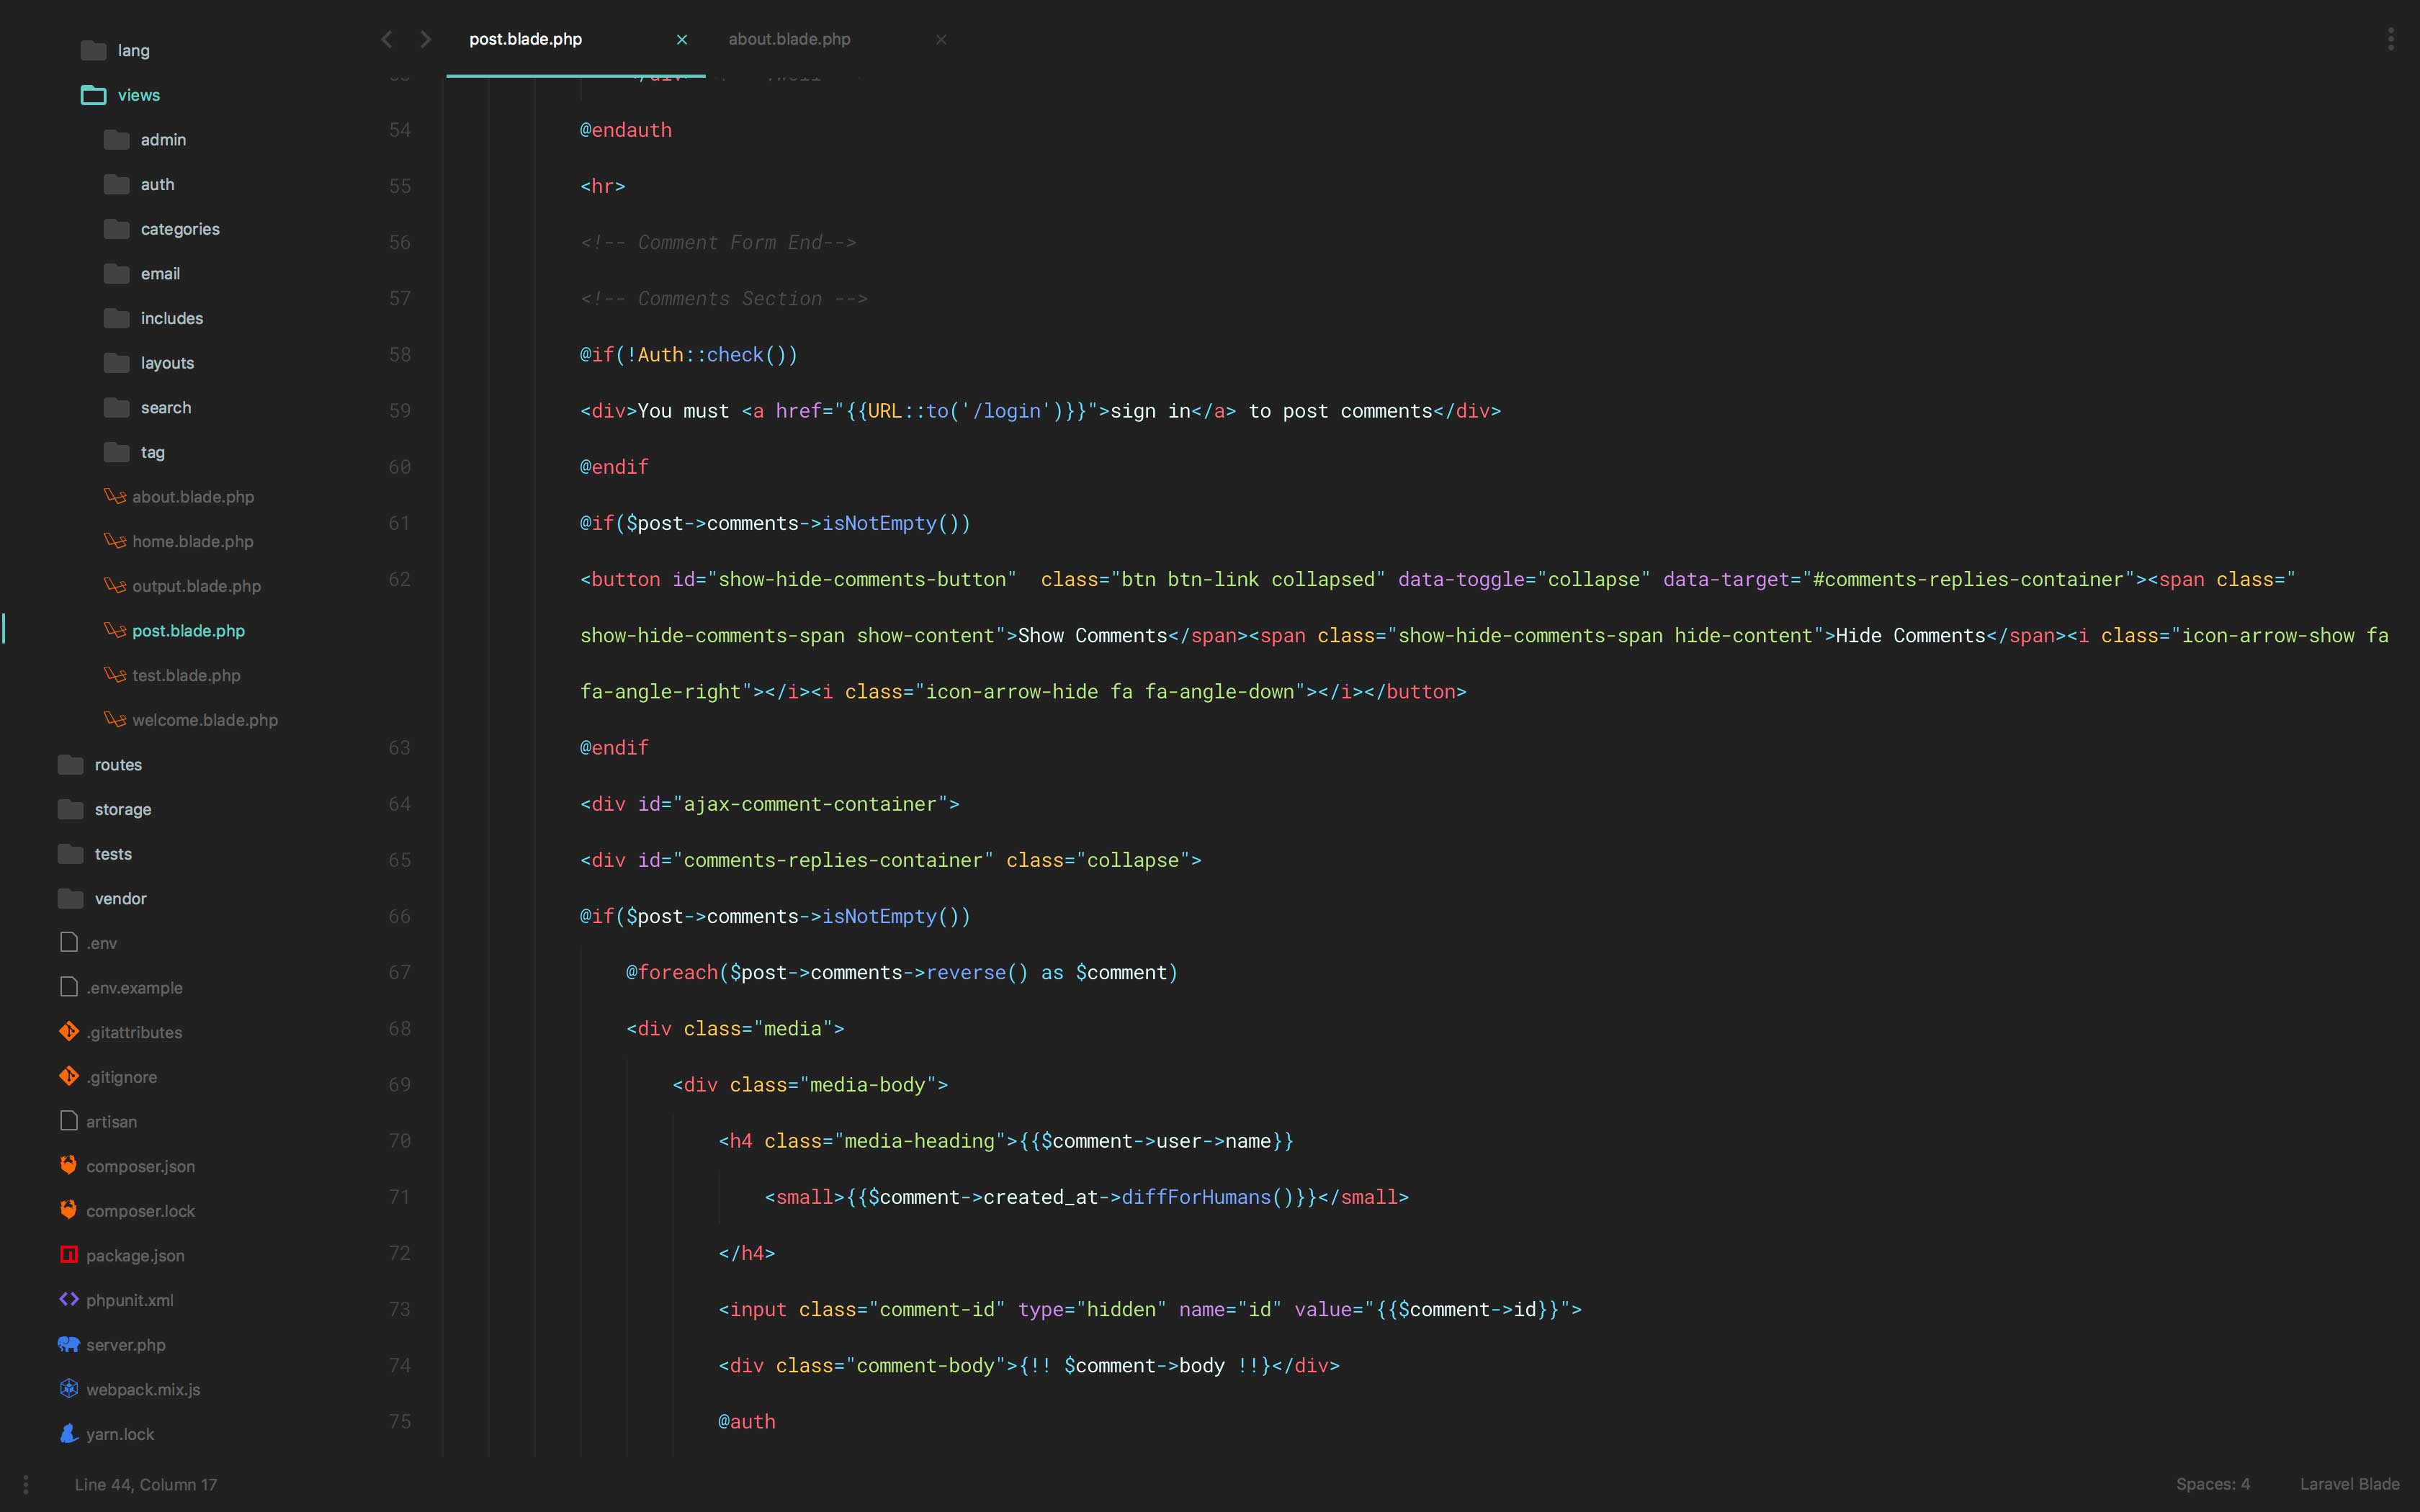 lang
views
admin
auth
categories
email
includes
layouts
search
tag
about.blade.php
home.blade.php
output.blade.php
post.blade.php
test.blade.php
welcome.blade.php
routes
storage
tests
vendor
.env
.env.example
.gitattributes
.gitignore
artisan
composer.json
composer.lock
package.json
phpunit.xml
server.php
webpack.mix.js
yarn.lock
post.blade.php × about.blade.php ×
54 @endauth
55 <hr>
56 <!-- Comment Form End-->
57 <!-- Comments Section -->
58 @if(!Auth::check())
59 <div>You must <a href="{{URL::to('/login')}}">sign in</a> to post comments</div>
60 @endif
61 @if($post->comments->isNotEmpty())
62 <button id="show-hide-comments-button"  class="btn btn-link collapsed" data-toggle="collapse" data-target="#comments-replies-container"><span class="
show-hide-comments-span show-content">Show Comments</span><span class="show-hide-comments-span hide-content">Hide Comments</span><i class="icon-arrow-show fa
fa-angle-right"></i><i class="icon-arrow-hide fa fa-angle-down"></i></button>
63 @endif
64 <div id="ajax-comment-container">
65 <div id="comments-replies-container" class="collapse">
66 @if($post->comments->isNotEmpty())
67 @foreach($post->comments->reverse() as $comment)
68 <div class="media">
69 <div class="media-body">
70 <h4 class="media-heading">{{$comment->user->name}}
71 <small>{{$comment->created_at->diffForHumans()}}</small>
72 </h4>
73 <input class="comment-id" type="hidden" name="id" value="{{$comment->id}}">
74 <div class="comment-body">{!! $comment->body !!}</div>
75 @auth
Line 44, Column 17
Spaces: 4
Laravel Blade